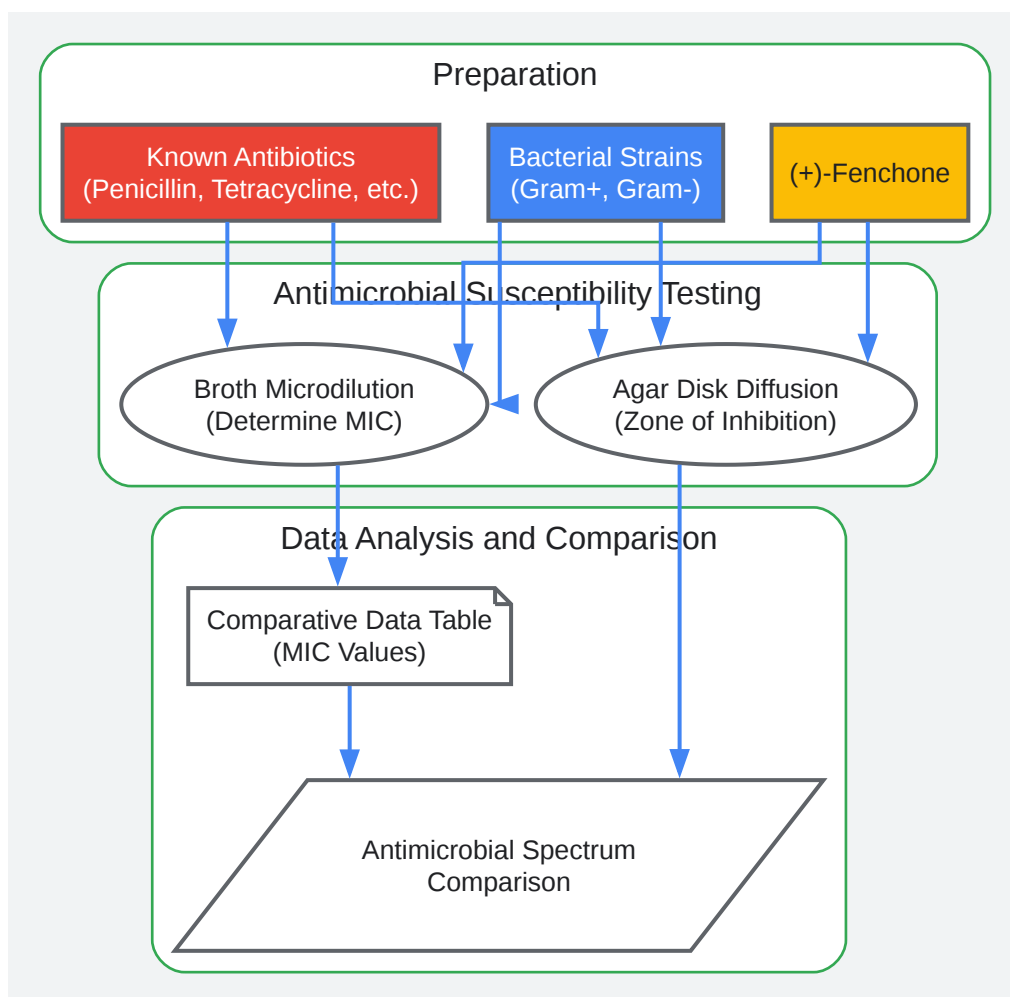 Preparation
Known Antibiotics
(Penicillin, Tetracycline, etc.)
Bacterial Strains
(Gram+, Gram-)
(+)-Fenchone
Antimicrobial Susceptibility Testing
Broth Microdilution
(Determine MIC)
Agar Disk Diffusion
(Zone of Inhibition)
Data Analysis and Comparison
Comparative Data Table
(MIC Values)
Antimicrobial Spectrum
Comparison